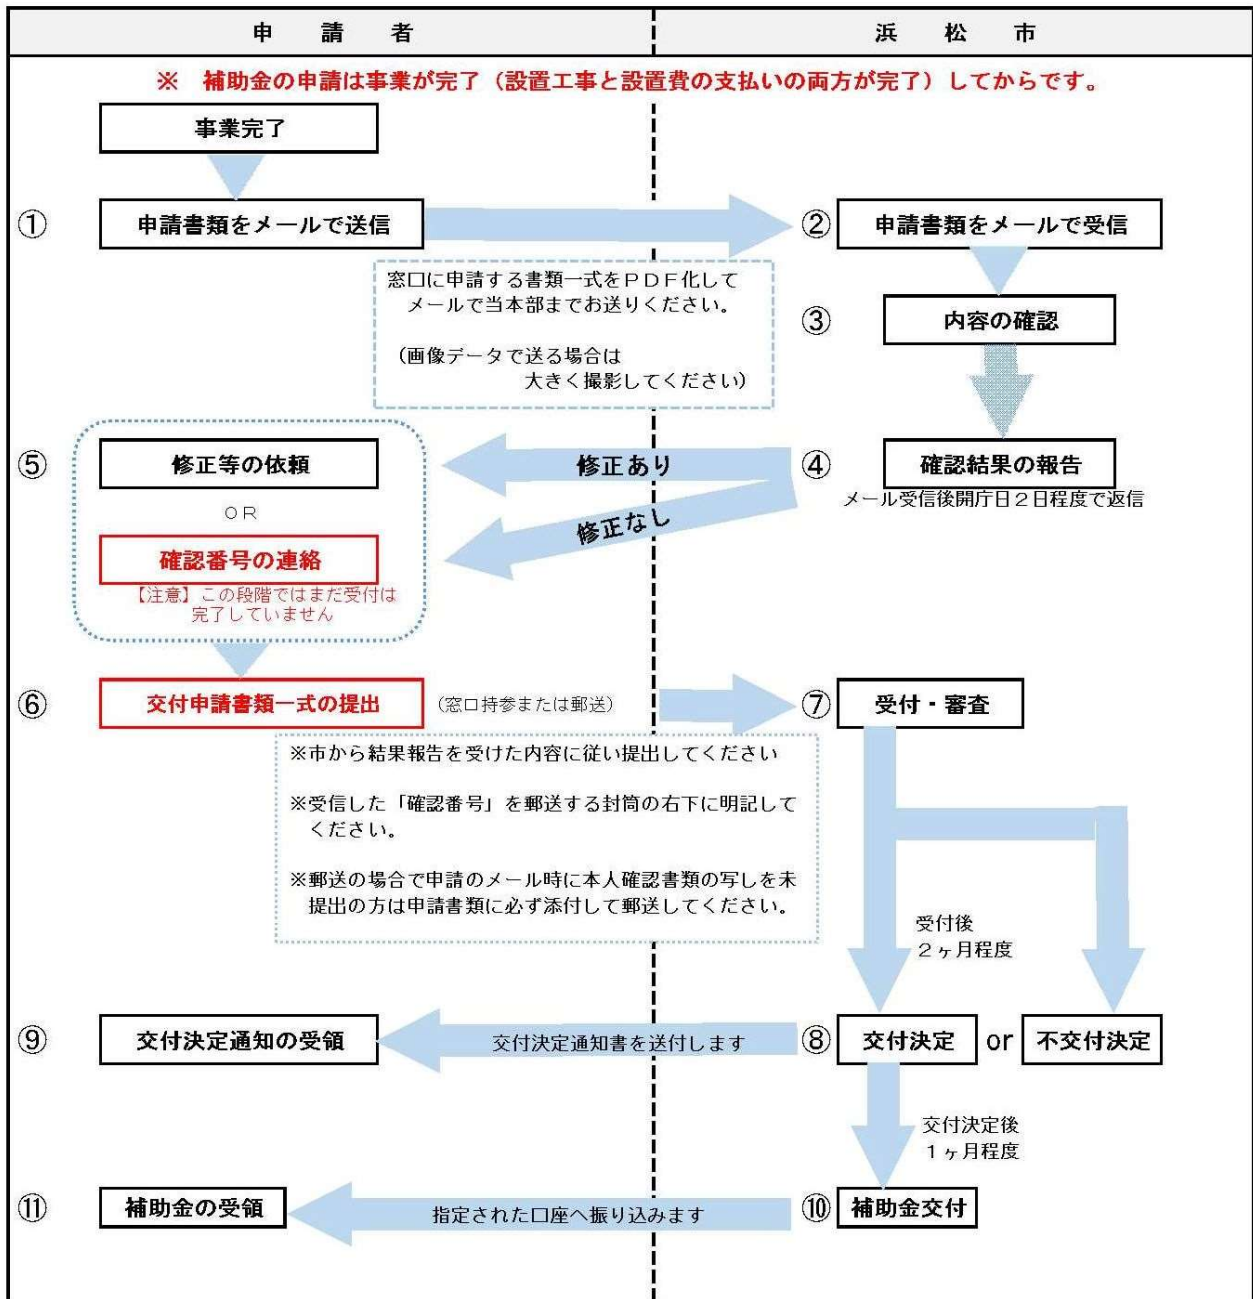 申請者
浜松市
※ 補助金の申請は事業が完了（設置工事と設置費の支払いの両方が完了）してからです。
事業完了
①
申請書類をメールで送信
②
申請書類をメールで受信
窓口に申請する書類一式をＰＤＦ化して
メールで当本部までお送りください。
（画像データで送る場合は
大きく撮影してください）
③
内容の確認
⑤
修正等の依頼
修正あり
④
確認結果の報告
メール受信後開庁日２日程度で返信
ＯＲ
修正なし
確認番号の連絡
【注意】この段階ではまだ受付は
完了していません
⑥
交付申請書類一式の提出
（窓口持参または郵送）
⑦
受付・審査
※市から結果報告を受けた内容に従い提出してください
※受信した「確認番号」を郵送する封筒の右下に明記して
ください。
※郵送の場合で申請のメール時に本人確認書類の写しを未
提出の方は申請書類に必ず添付して郵送してください。
受付後
２ヶ月程度
⑨
交付決定通知の受領
交付決定通知書を送付します
⑧
交付決定
or
不交付決定
交付決定後
１ヶ月程度
⑪
補助金の受領
指定された口座へ振り込みます
⑩
補助金交付